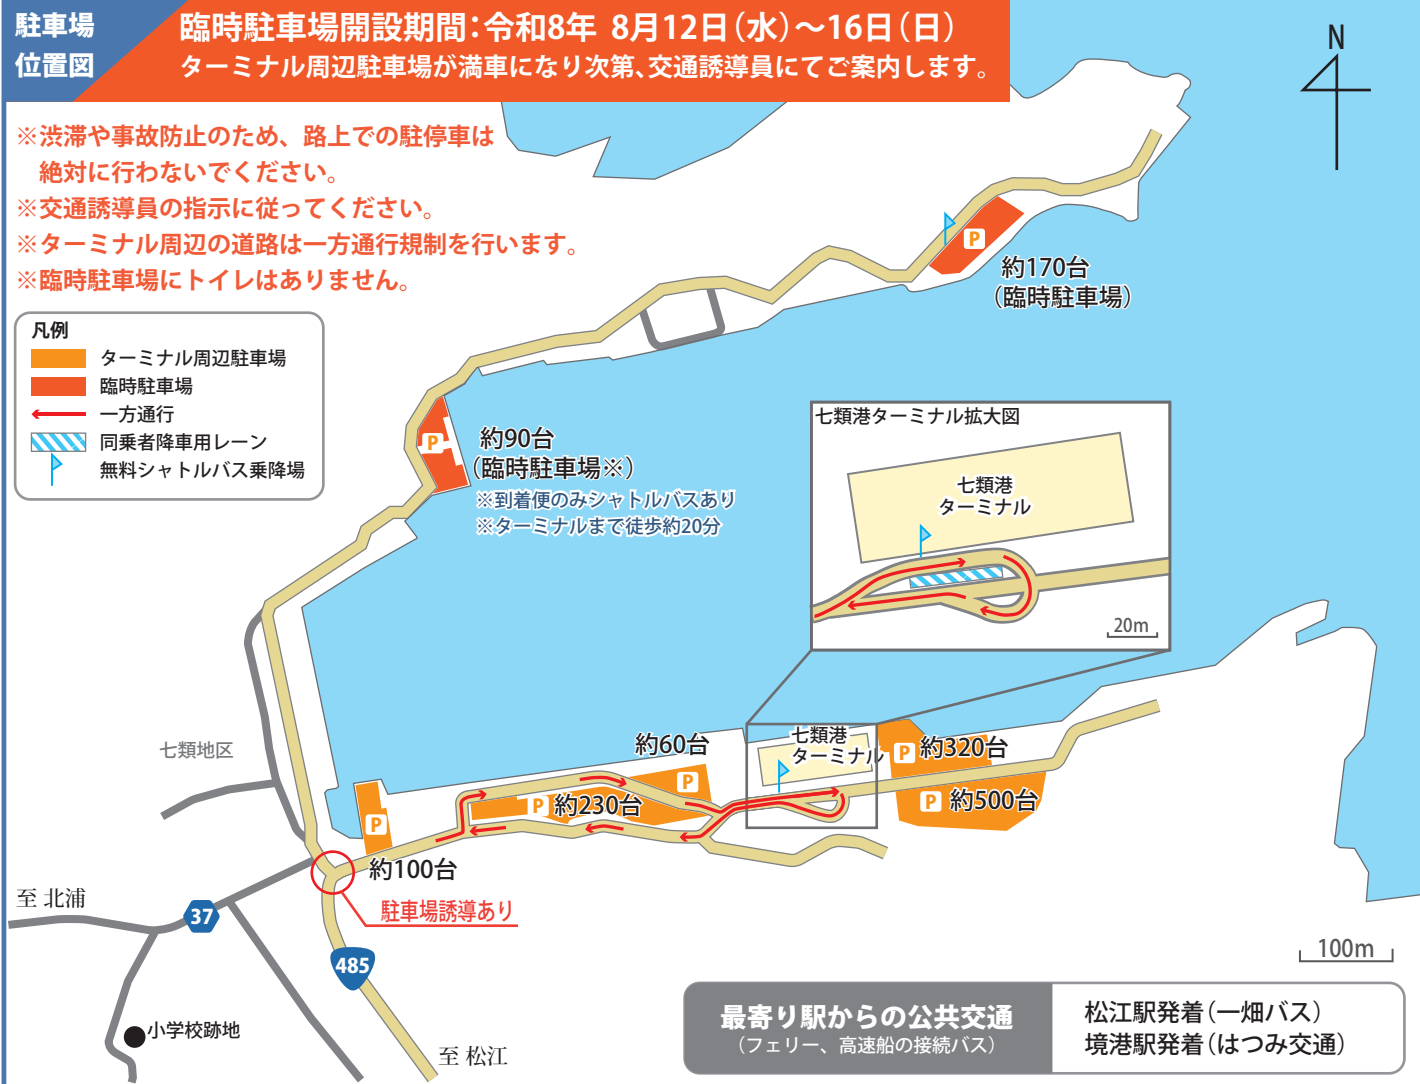 駐車場
位置図
臨時駐車場開設期間：令和8年 8月12日（水）～16日（日）
ターミナル周辺駐車場が満車になり次第、交通誘導員にてご案内します。
※渋滞や事故防止のため、路上での駐停車は
絶対に行わないでください。
※交通誘導員の指示に従ってください。
※ターミナル周辺の道路は一方通行規制を行います。
※臨時駐車場にトイレはありません。
凡例
ターミナル周辺駐車場
臨時駐車場
一方通行
同乗者降車用レーン
無料シャトルバス乗降場
N
P
約170台
（臨時駐車場）
P
約90台
（臨時駐車場※）
※到着便のみシャトルバスあり
※ターミナルまで徒歩約20分
七類港ターミナル拡大図
七類港
ターミナル
20m
七類地区
約60台
P
七類港
ターミナル
P
約320台
P
約500台
P
約230台
P
約100台
駐車場誘導あり
至 北浦
37
485
小学校跡地
至 松江
100m
最寄り駅からの公共交通
（フェリー、高速船の接続バス）
松江駅発着（一畑バス）
境港駅発着（はつみ交通）